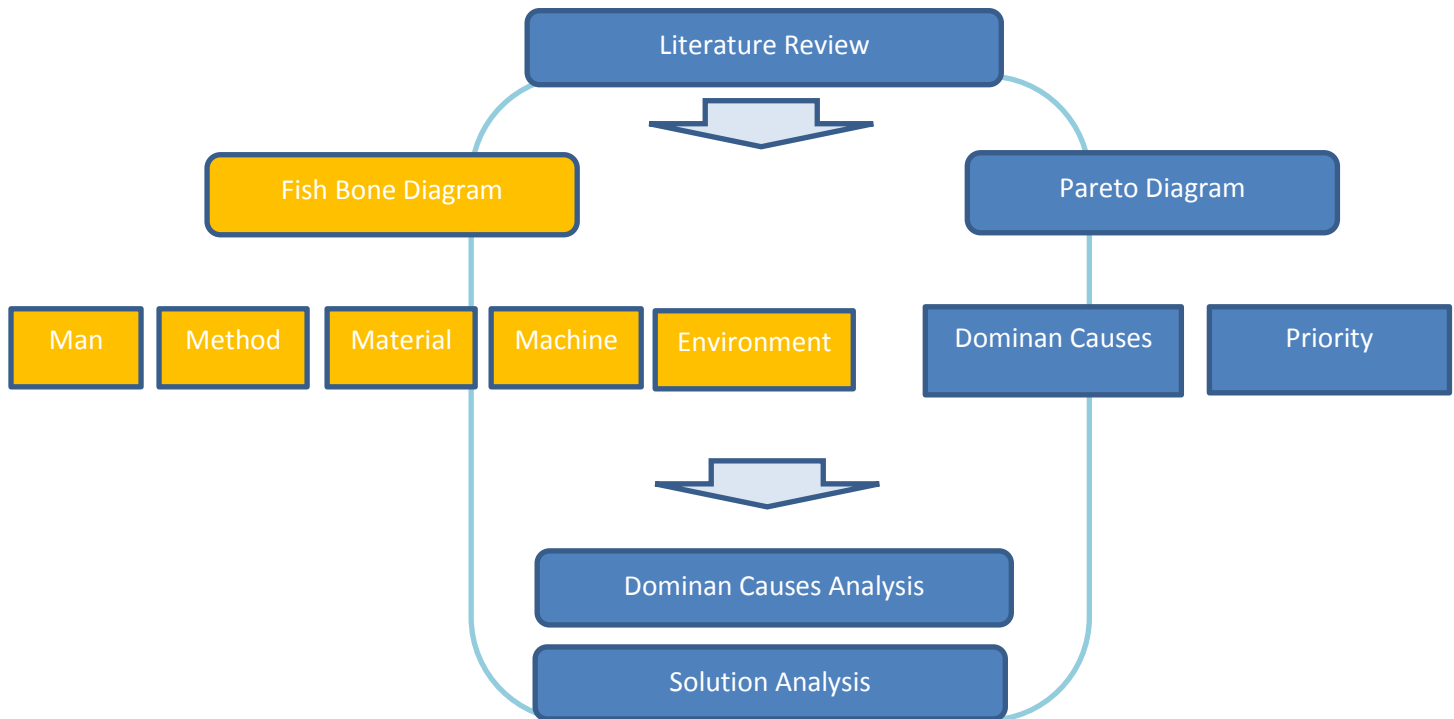 Literature Review
Fish Bone Diagram
Pareto Diagram
Man
Method
Material
Machine
Environment
Dominan Causes
Priority
Dominan Causes Analysis
Solution Analysis